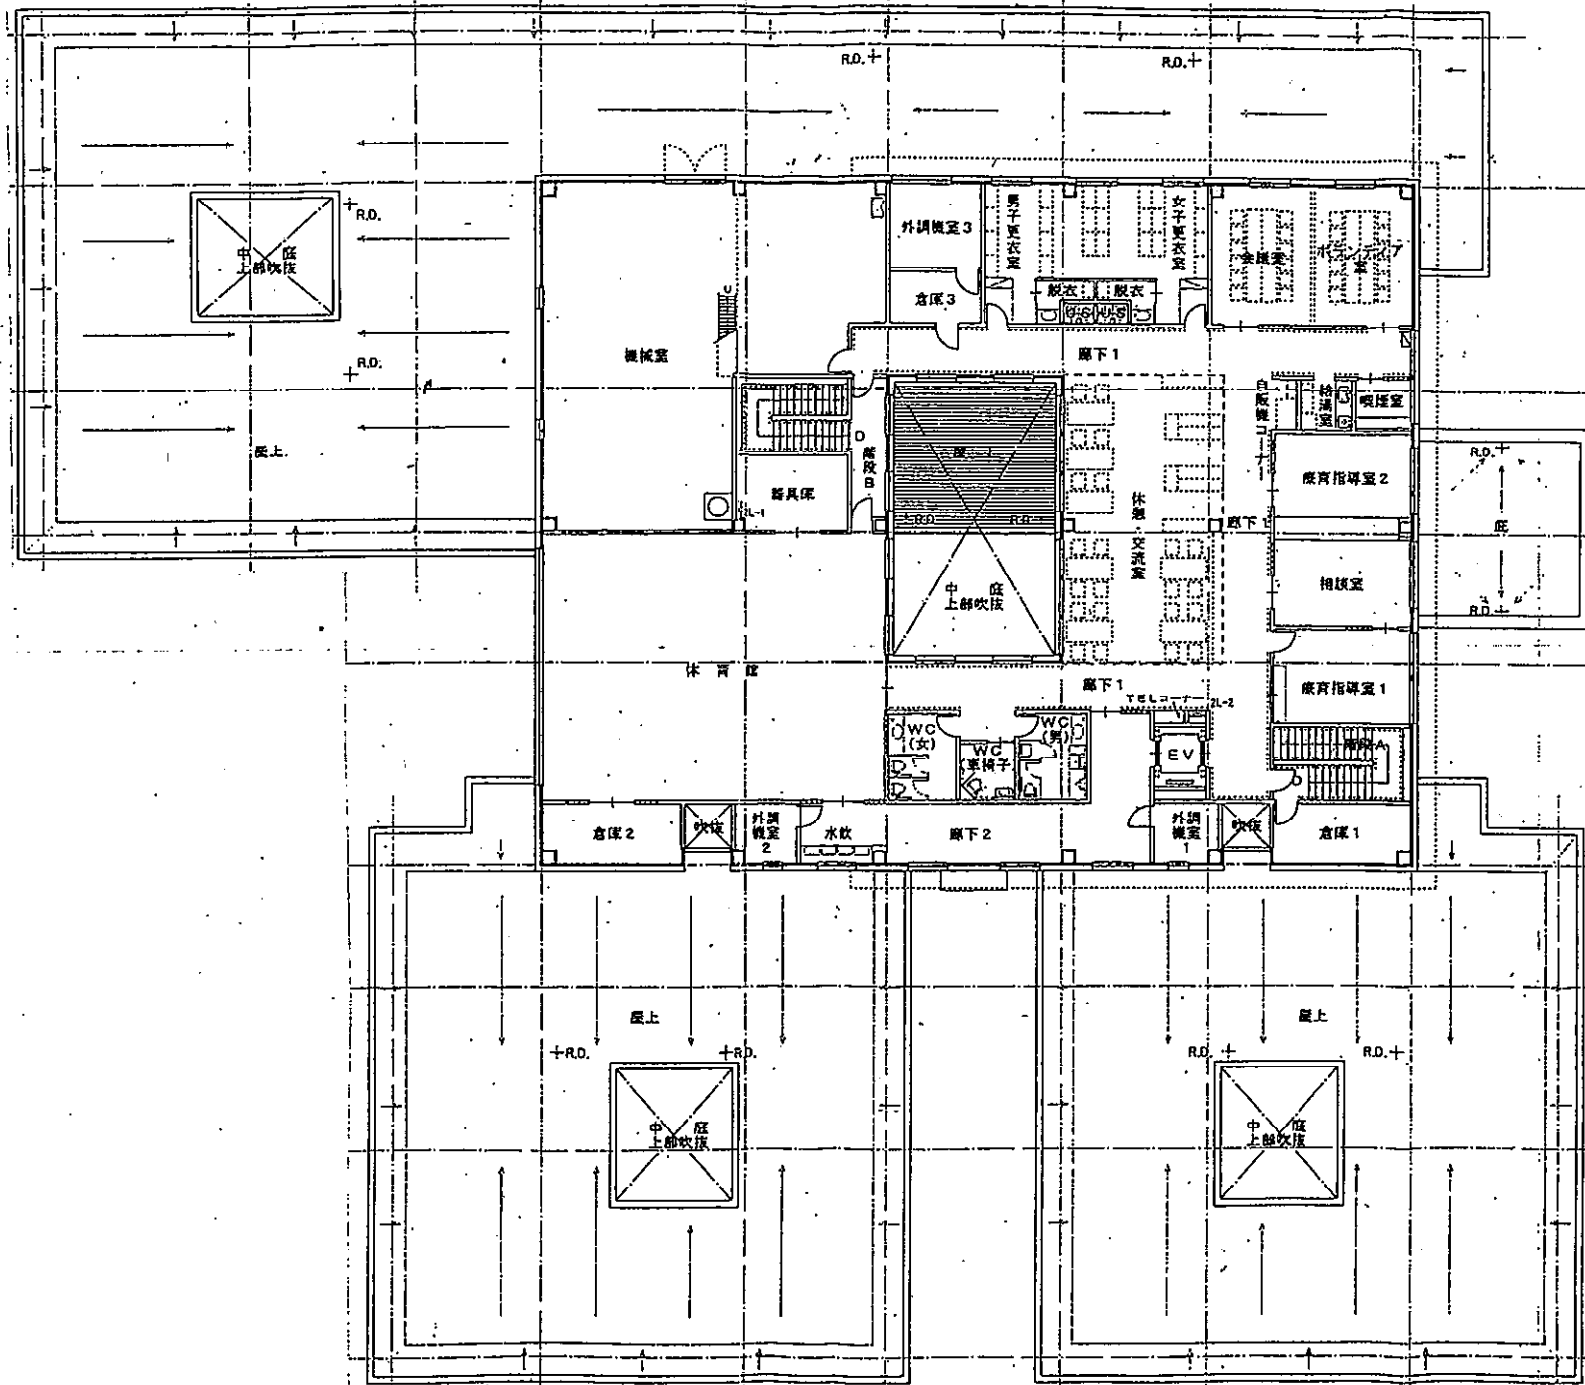 R.D.
R.D.
R.D.
中庭
上部吹抜
R.D.
屋上
機械室
外調機室3
倉庫3
男子更衣室
女子更衣室
脱衣
脱衣
会議室
ボランティア
室
廊下1
自販機コーナー
給湯室
喫煙室
U
D
階段B
器具庫
2L-1
R.D.
R.D.
中庭
上部吹抜
休憩・交流室
廊下1
療育指導室2
相談室
療育指導室1
R.D.
庇
R.D.
体育館
廊下1
TELコーナー
2L-2
WC
(女)
WC
(車椅子)
WC
(男)
EV
階段A
D
倉庫2
吹抜
外調
機室
2
水飲
廊下2
外調
機室
1
吹抜
倉庫1
屋上
R.D.
R.D.
中庭
上部吹抜
屋上
R.D.
R.D.
中庭
上部吹抜